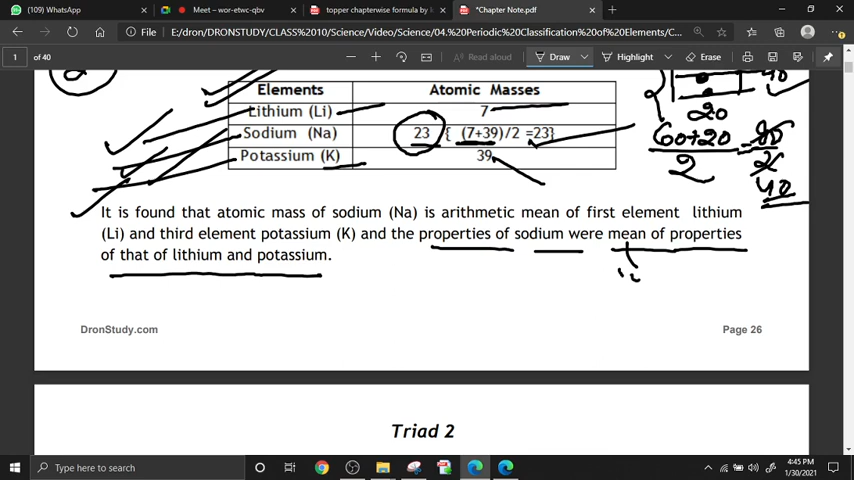 (109) WhatsApp
Meet – wor-etwc-qbv
topper chapterwise formula by k
*Chapter Note.pdf
File
E:/dron/DRONSTUDY/CLASS%2010/Science/Video/Science/04.%20Periodic%20Classification%20of%20Elements/C...
1 of 40
Read aloud
Draw
Highlight
Erase
Elements Atomic Masses
Lithium (Li) 7
Sodium (Na) 23 { (7+39)/2 =23}
Potassium (K) 39
20
60+20
2
= 80
2
40
It is found that atomic mass of sodium (Na) is arithmetic mean of first element lithium
(Li) and third element potassium (K) and the properties of sodium were mean of properties
of that of lithium and potassium.
DronStudy.com Page 26
Triad 2
Type here to search
4:45 PM
1/30/2021